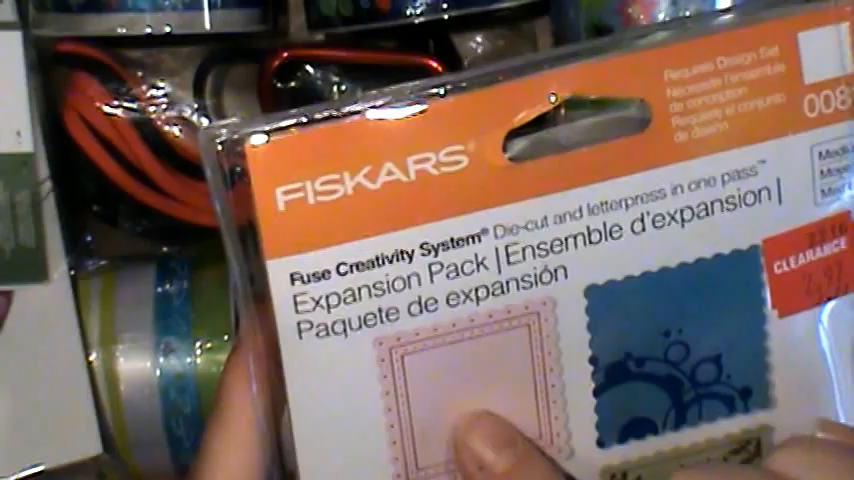 Requires Design Set
Nécessite l'ensemble
de conception
Requiere el conjunto
de diseño
008
FISKARS®
Fuse Creativity System® Die-cut and letterpress in one pass™
Expansion Pack | Ensemble d'expansion |
Paquete de expansión
CLEARANCE